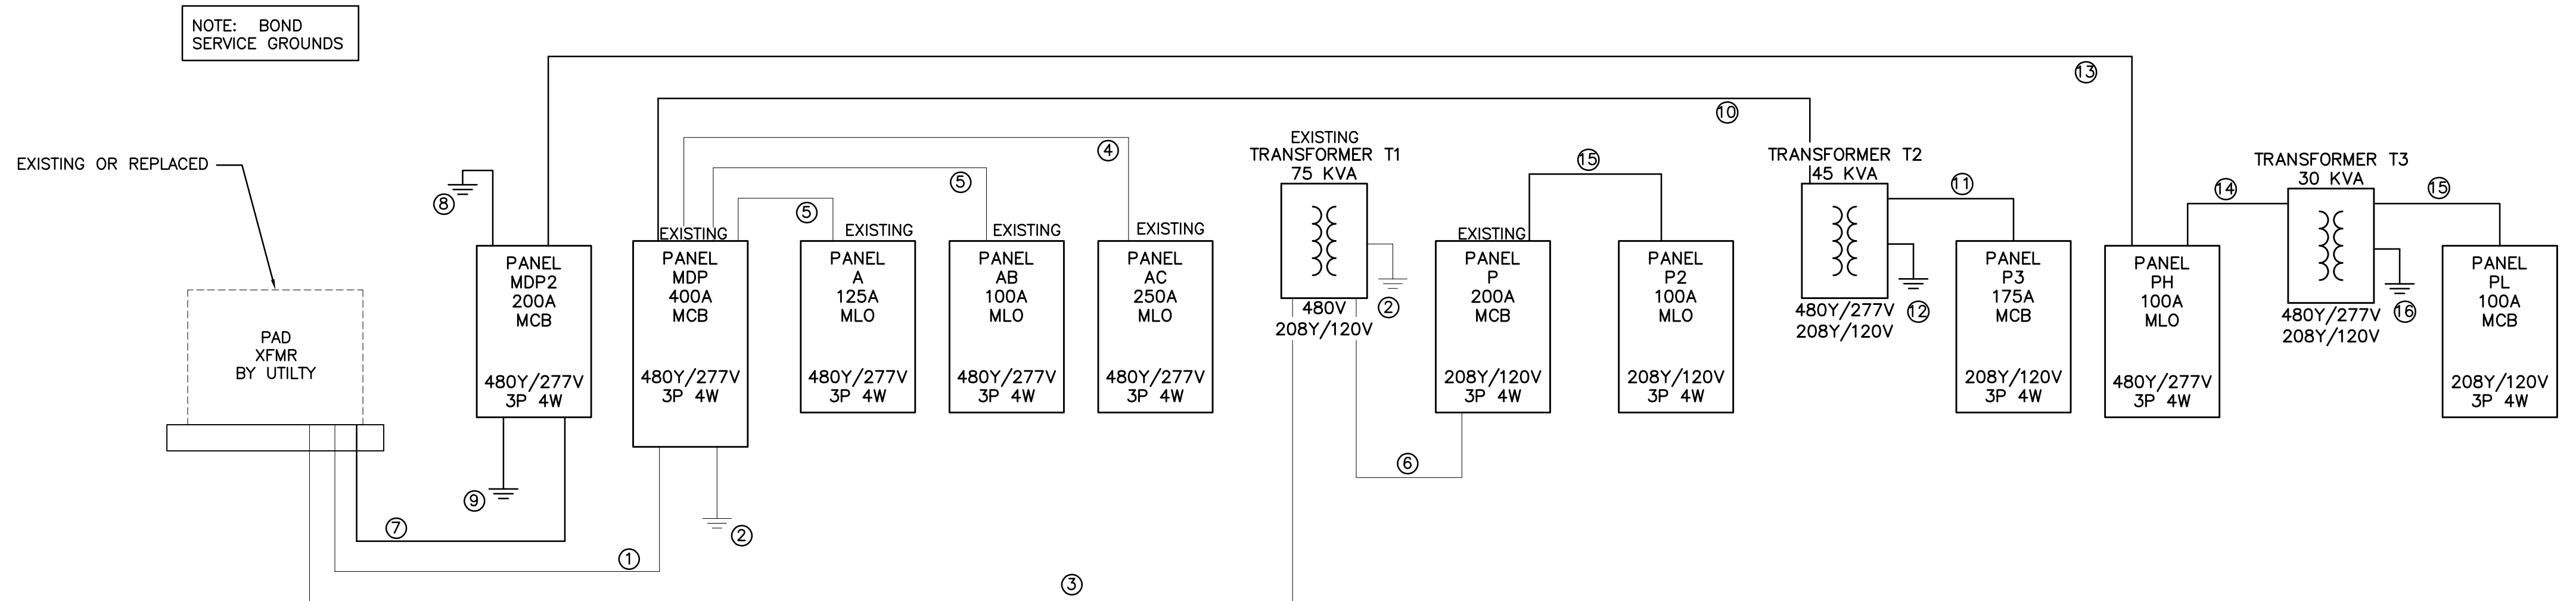 NOTE: BOND
SERVICE GROUNDS
13
10
4
EXISTING
TRANSFORMER T1
75 KVA
15
TRANSFORMER T2
45 KVA
TRANSFORMER T3
30 KVA
EXISTING OR REPLACED
8
5
5
11
14
15
EXISTING
EXISTING
EXISTING
EXISTING
EXISTING
PANEL
MDP2
200A
MCB
480Y/277V
3P 4W
PANEL
MDP
400A
MCB
480Y/277V
3P 4W
PANEL
A
125A
MLO
480Y/277V
3P 4W
PANEL
AB
100A
MLO
480Y/277V
3P 4W
PANEL
AC
250A
MLO
480Y/277V
3P 4W
480V
208Y/120V
2
PANEL
P
200A
MCB
208Y/120V
3P 4W
PANEL
P2
100A
MLO
208Y/120V
3P 4W
480Y/277V
208Y/120V
12
PANEL
P3
175A
MCB
208Y/120V
3P 4W
PANEL
PH
100A
MLO
480Y/277V
3P 4W
480Y/277V
208Y/120V
16
PANEL
PL
100A
MCB
208Y/120V
3P 4W
PAD
XFMR
BY UTILTY
6
9
7
2
1
3